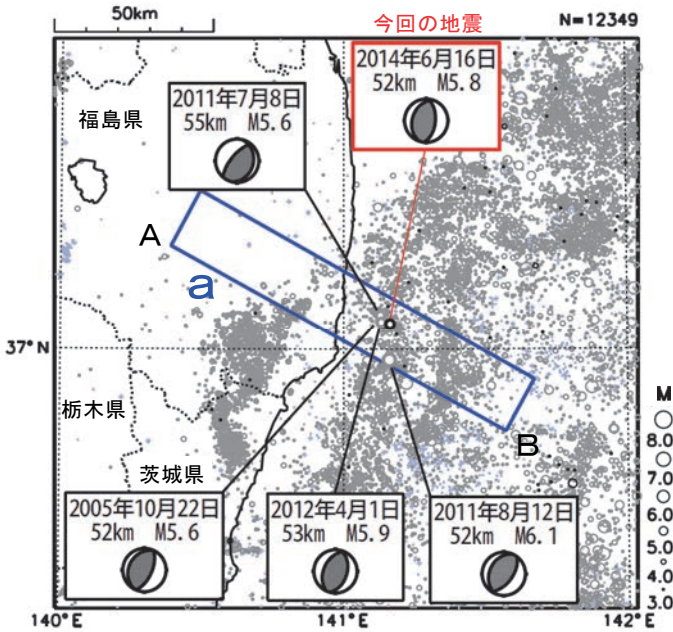 50km
今回の地震
N=12349
2014年6月16日
52km M5.8
2011年7月8日
55km M5.6
福島県
A
a
37°N
栃木県
茨城県
B
M
8.0
7.0
6.0
5.0
4.0
3.0
2005年10月22日
52km M5.6
2012年4月1日
53km M5.9
2011年8月12日
52km M6.1
140°E
141°E
142°E